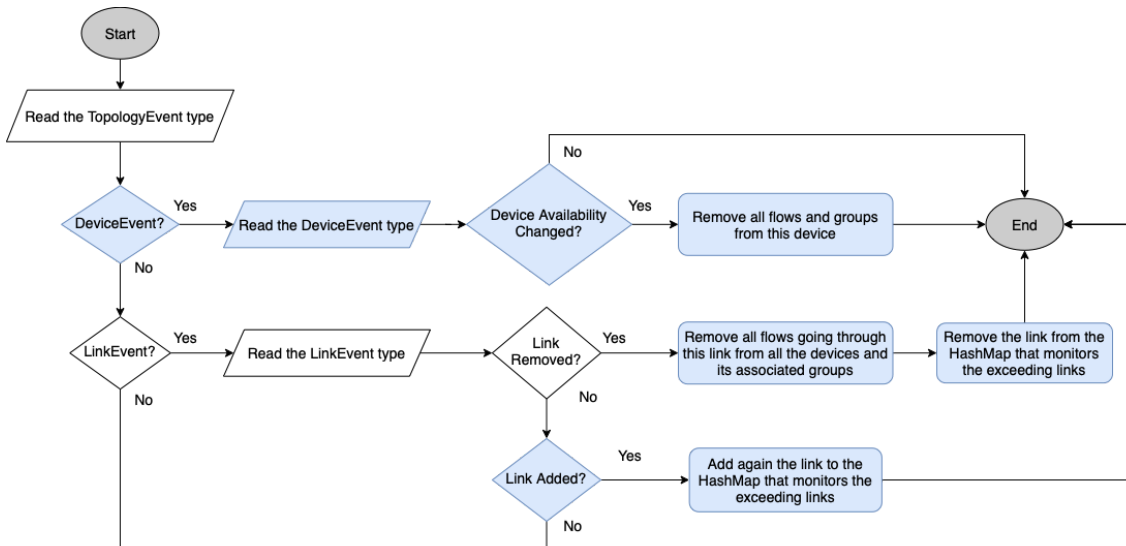 Start
Read the TopologyEvent type
No
DeviceEvent?
Yes
Read the DeviceEvent type
Device Availability
Changed?
Yes
Remove all flows and groups
from this device
End
No
LinkEvent?
Yes
Read the LinkEvent type
Link
Removed?
Yes
Remove all flows going through
this link from all the devices and
its associated groups
Remove the link from the
HashMap that monitors
the exceeding links
No
No
Link Added?
Yes
Add again the link to the
HashMap that monitors the
exceeding links
No